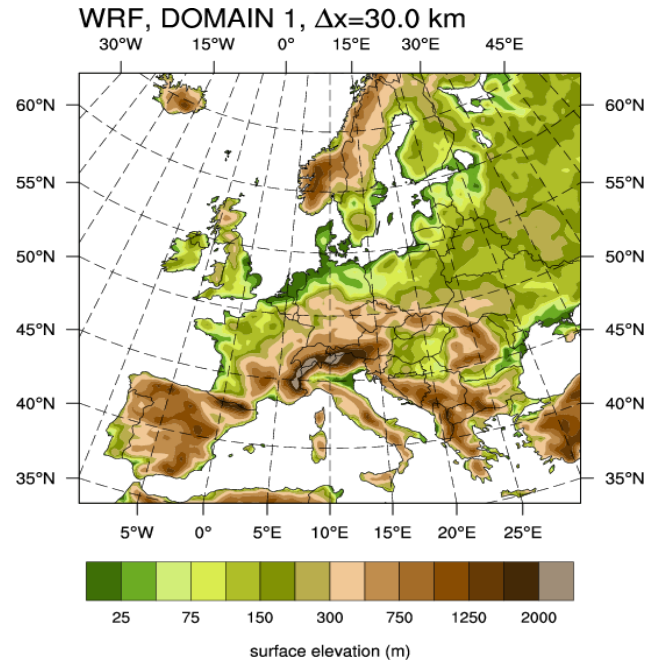 WRF, DOMAIN 1, Δx=30.0 km
30°W 15°W 0° 15°E 30°E 45°E
60°N 60°N
55°N 55°N
50°N 50°N
45°N 45°N
40°N 40°N
35°N 35°N
5°W 0° 5°E 10°E 15°E 20°E 25°E
25 75 150 300 750 1250 2000
surface elevation (m)